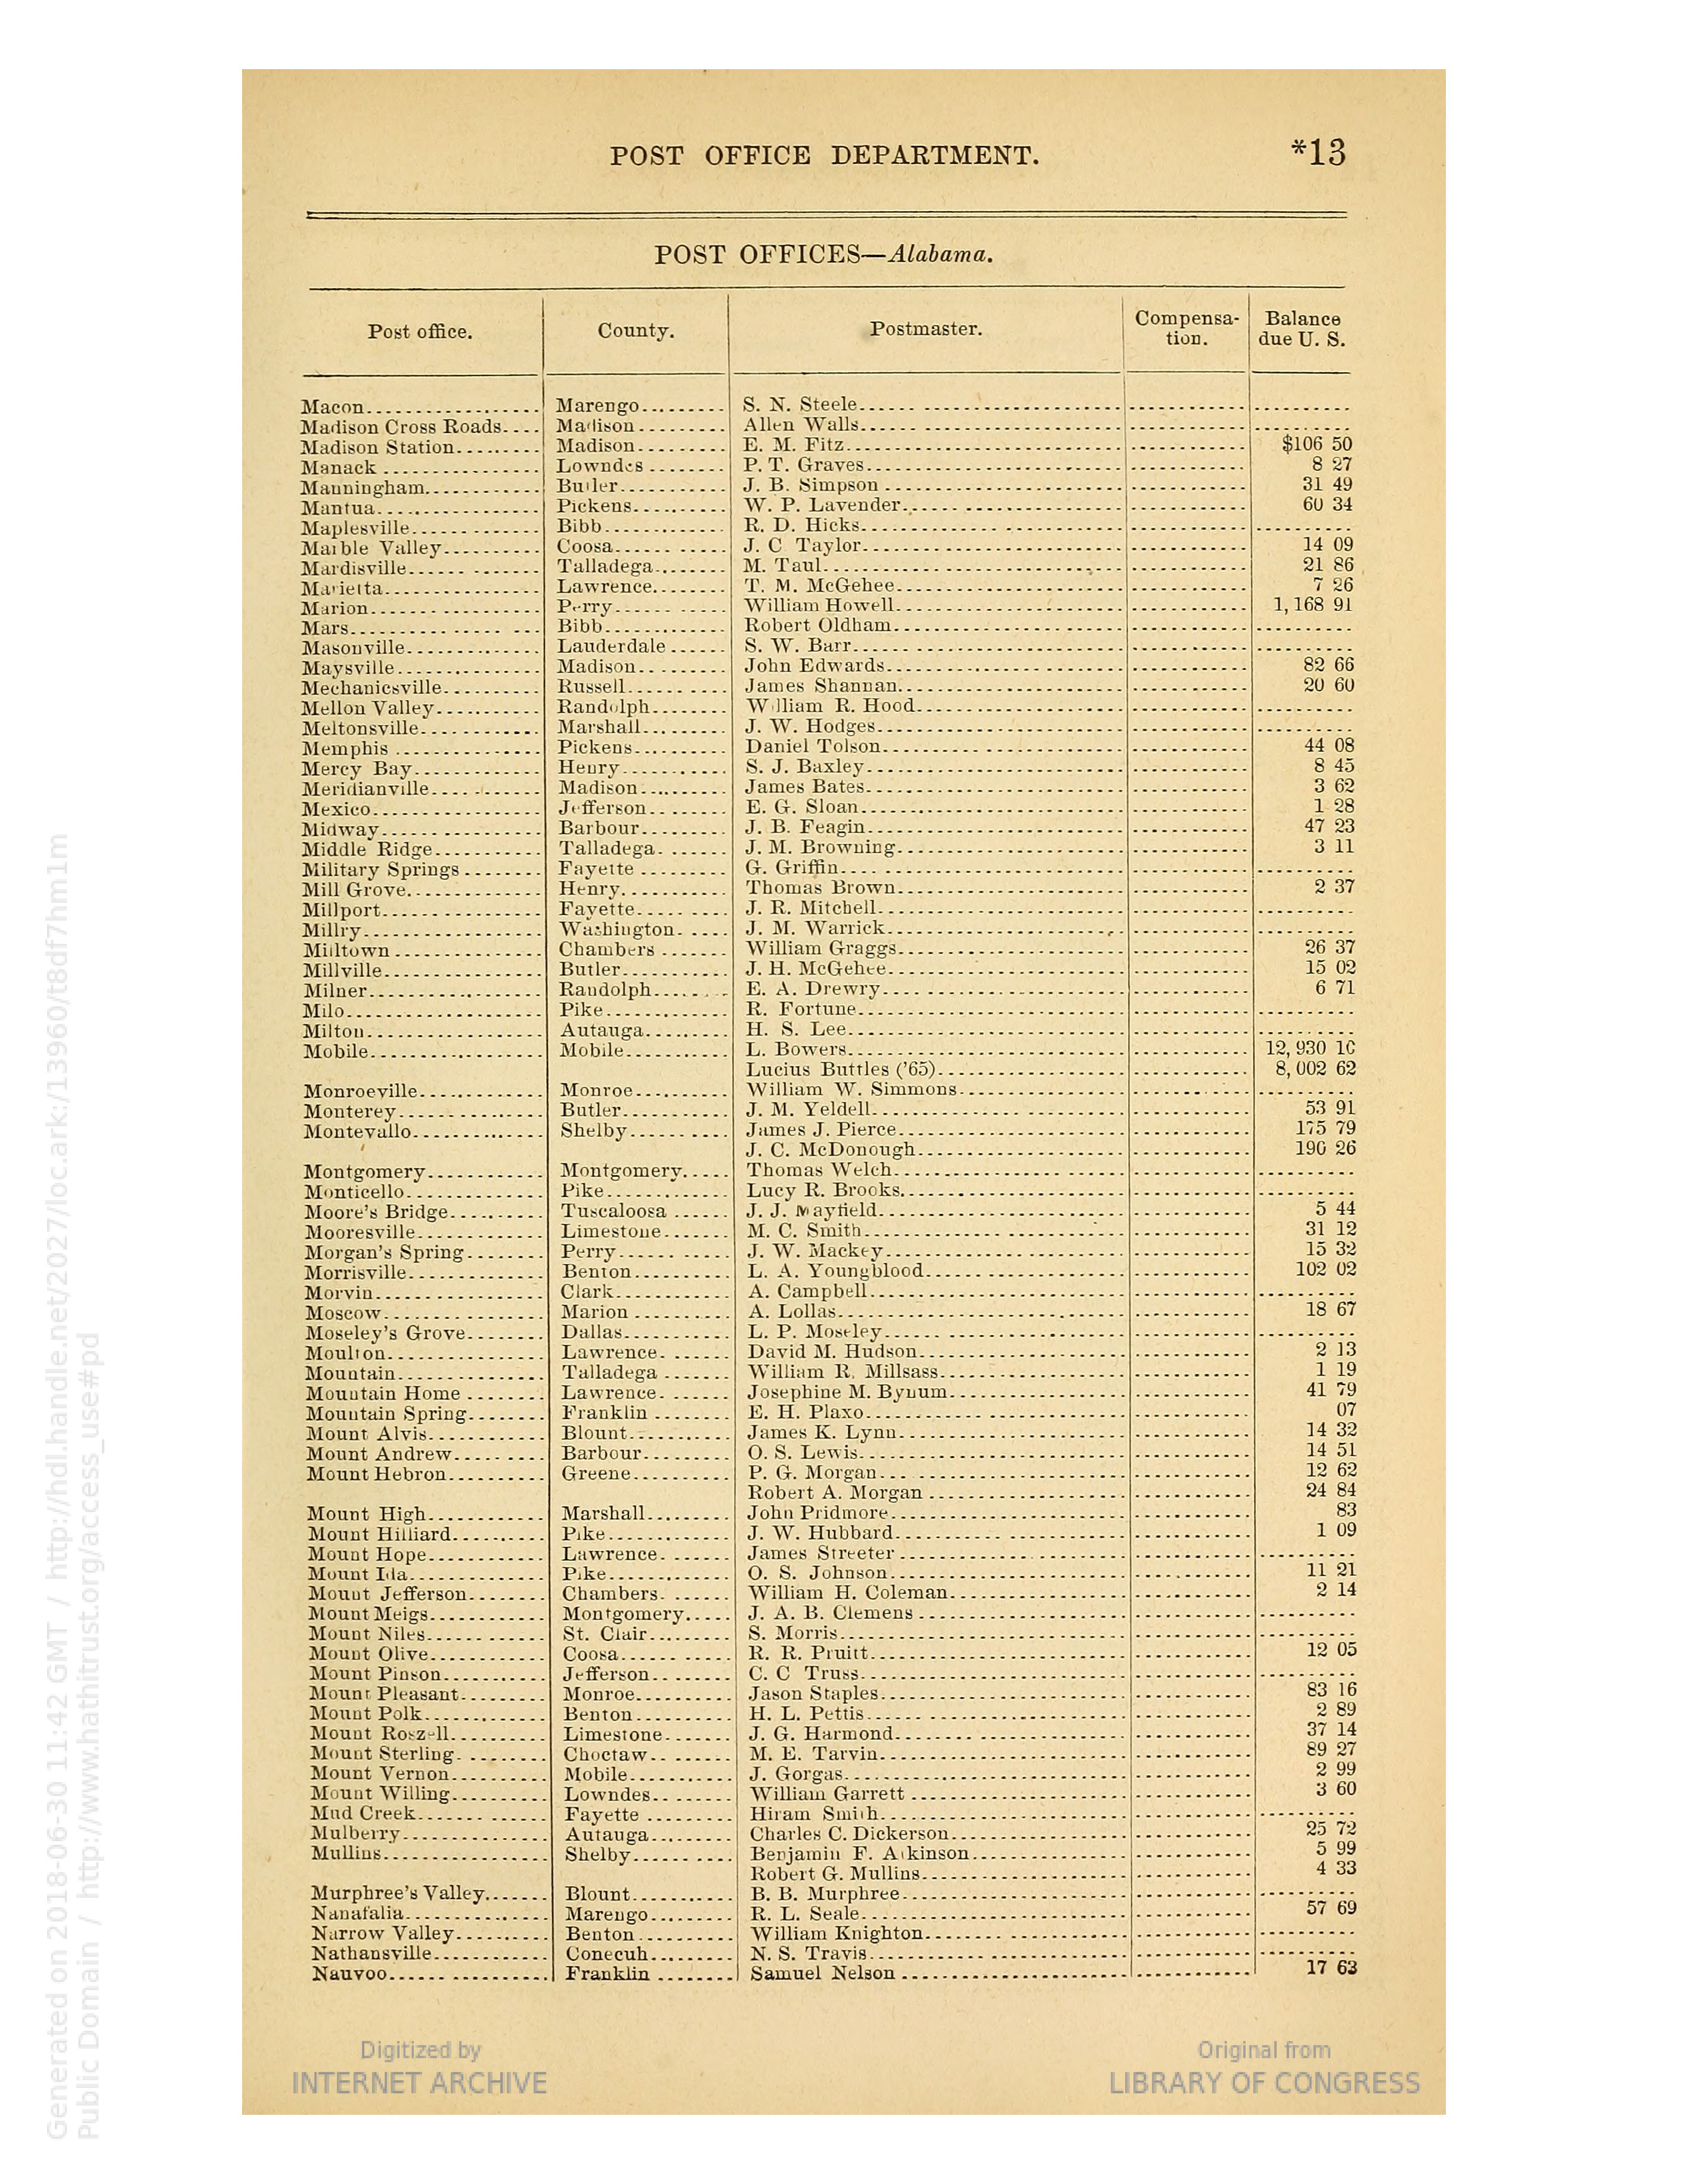 POST OFFICE DEPARTMENT. *13
POST OFFICES—Alabama.
Post office. County. Postmaster. Compensation. Balance due U. S.
Macon Marengo S. N. Steele
Madison Cross Roads Madison Allen Walls
Madison Station Madison E. M. Fitz $106 50
Manack Lowndes P. T. Graves 8 27
Manningham Butler J. B. Simpson 31 49
Mantua Pickens W. P. Lavender 60 34
Maplesville Bibb R. D. Hicks
Marble Valley Coosa J. C Taylor 14 09
Mardisville Talladega M. Taul 21 86
Marietta Lawrence T. M. McGehee 7 26
Marion Perry William Howell 1,168 91
Mars Bibb Robert Oldham
Masonville Lauderdale S. W. Barr
Maysville Madison John Edwards 82 66
Mechanicsville Russell James Shannan 20 60
Mellon Valley Randolph William R. Hood
Meltonsville Marshall J. W. Hodges
Memphis Pickens Daniel Tolson 44 08
Mercy Bay Henry S. J. Baxley 8 45
Meridianville Madison James Bates 3 62
Mexico Jefferson E. G. Sloan 1 28
Midway Barbour J. B. Feagin 47 23
Middle Ridge Talladega J. M. Browning 3 11
Military Springs Fayette G. Griffin
Mill Grove Henry Thomas Brown 2 37
Millport Fayette J. R. Mitchell
Millry Washington J. M. Warrick
Milltown Chambers William Graggs 26 37
Millville Butler J. H. McGehee 15 02
Milner Randolph E. A. Drewry 6 71
Milo Pike R. Fortune
Milton Autauga H. S. Lee
Mobile Mobile L. Bowers 12,930 10
Lucius Buttles ('65) 8,002 62
Monroeville Monroe William W. Simmons
Monterey Butler J. M. Yeldell 53 91
Montevallo Shelby James J. Pierce 175 79
J. C. McDonough 190 26
Montgomery Montgomery Thomas Welch
Monticello Pike Lucy R. Brooks
Moore's Bridge Tuscaloosa J. J. Mayfield 5 44
Mooresville Limestone M. C. Smith 31 12
Morgan's Spring Perry J. W. Mackey 15 32
Morrisville Benton L. A. Youngblood 102 02
Morvin Clark A. Campbell
Moscow Marion A. Lollas 18 67
Moseley's Grove Dallas L. P. Moseley
Moulton Lawrence David M. Hudson 2 13
Mountain Talladega William R. Millsass 1 19
Mountain Home Lawrence Josephine M. Bynum 41 79
Mountain Spring Franklin E. H. Plaxo 07
Mount Alvis Blount James K. Lynn 14 32
Mount Andrew Barbour O. S. Lewis 14 51
Mount Hebron Greene P. G. Morgan 12 62
Robert A. Morgan 24 84
Mount High Marshall John Pridmore 83
Mount Hilliard Pike J. W. Hubbard 1 09
Mount Hope Lawrence James Streeter
Mount Ida Pike O. S. Johnson 11 21
Mount Jefferson Chambers William H. Coleman 2 14
Mount Meigs Montgomery J. A. B. Clemens
Mount Niles St. Clair S. Morris
Mount Olive Coosa R. R. Pruitt 12 05
Mount Pinson Jefferson C. C Truss
Mount Pleasant Monroe Jason Staples 83 16
Mount Polk Benton H. L. Pettis 2 89
Mount Roszell Limestone J. G. Harmond 37 14
Mount Sterling Choctaw M. E. Tarvin 89 27
Mount Vernon Mobile J. Gorgas 2 99
Mount Willing Lowndes William Garrett 3 60
Mud Creek Fayette Hiram Smith
Mulberry Autauga Charles C. Dickerson 25 72
Mullins Shelby Benjamin F. Atkinson 5 99
Robert G. Mullins 4 33
Murphree's Valley Blount B. B. Murphree
Nanafalia Marengo R. L. Seale 57 69
Narrow Valley Benton William Knighton
Nathansville Conecuh N. S. Travis
Nauvoo Franklin Samuel Nelson 17 63
Digitized by INTERNET ARCHIVE
Original from LIBRARY OF CONGRESS
Generated on 2018-06-30 11:42 GMT / http://hdl.handle.net/2027/loc.ark:/13960/t8df7hm1m
Public Domain / http://www.hathitrust.org/access_use#pd